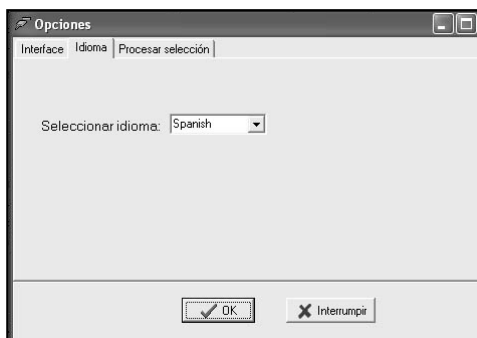 Opciones
Interface Idioma Procesar selección
Seleccionar idioma: Spanish
OK Interrumpir